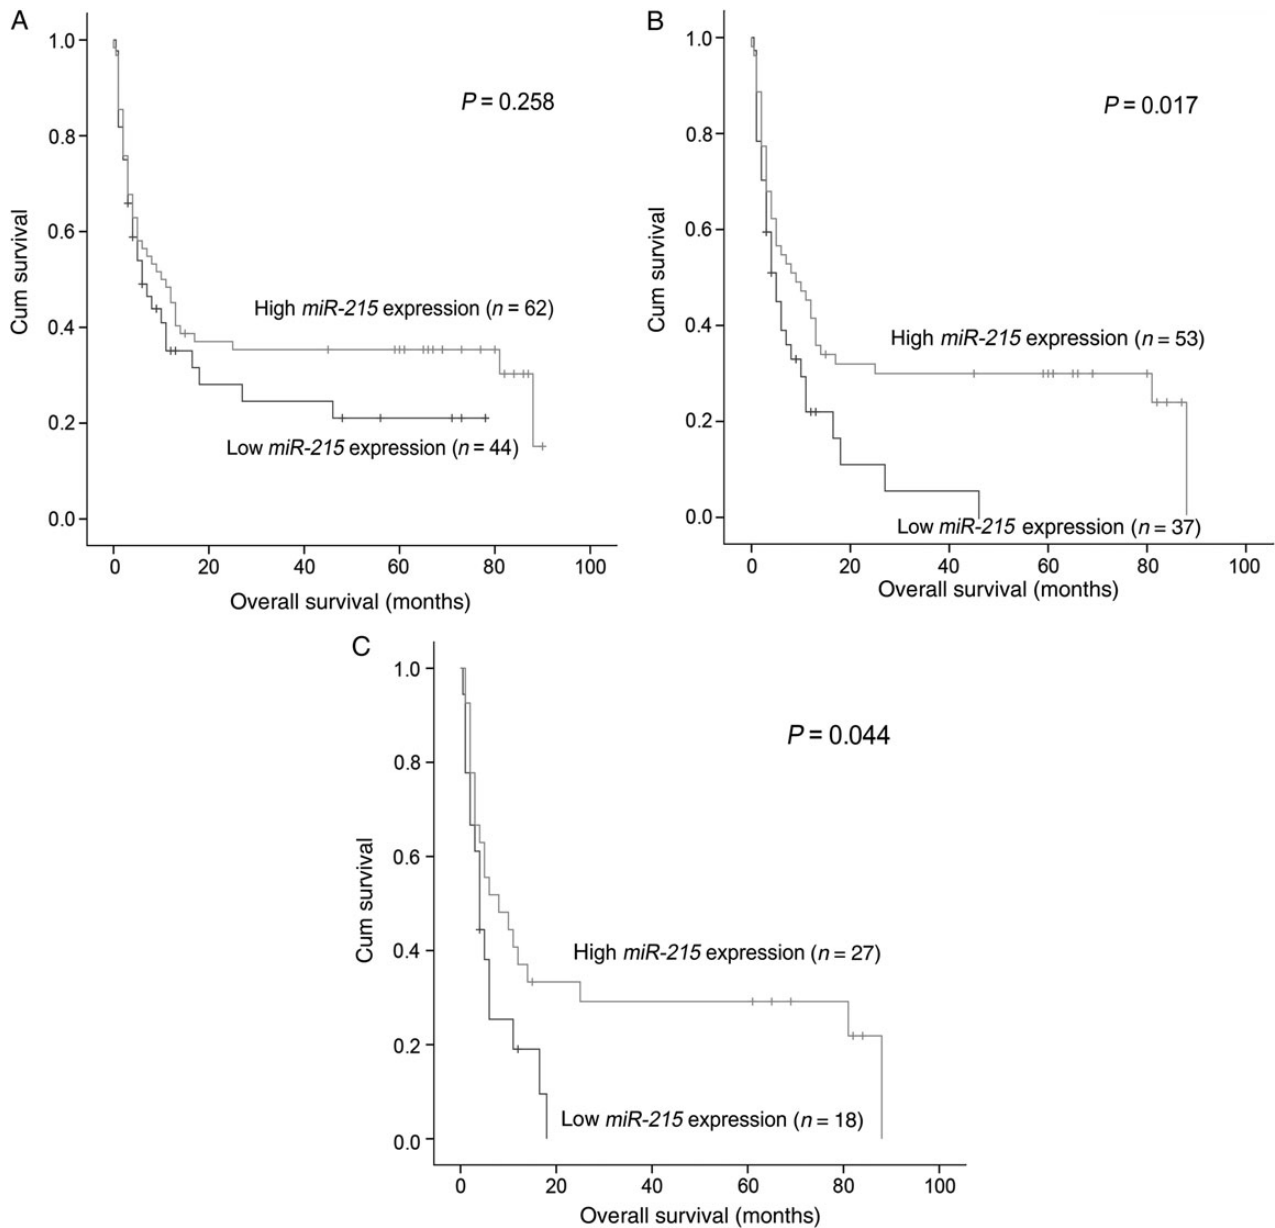 A
1.0
0.8
0.6
0.4
0.2
0.0
Cum survival
P = 0.258
High miR-215 expression (n = 62)
Low miR-215 expression (n = 44)
0 20 40 60 80 100
Overall survival (months)
B
1.0
0.8
0.6
0.4
0.2
0.0
Cum survival
P = 0.017
High miR-215 expression (n = 53)
Low miR-215 expression (n = 37)
0 20 40 60 80 100
Overall survival (months)
C
1.0
0.8
0.6
0.4
0.2
0.0
Cum survival
P = 0.044
High miR-215 expression (n = 27)
Low miR-215 expression (n = 18)
0 20 40 60 80 100
Overall survival (months)